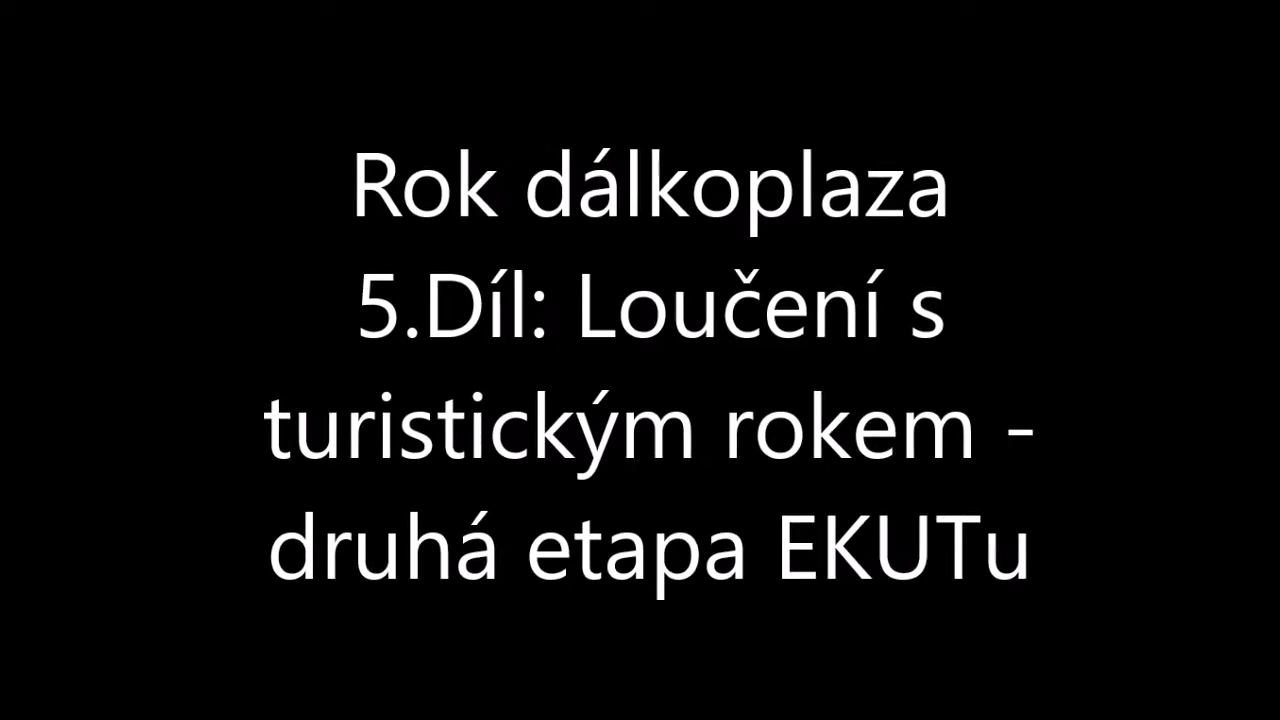 Rok dálkoplaza
5.Díl: Loučení s
turistickým rokem -
druhá etapa EKUTu